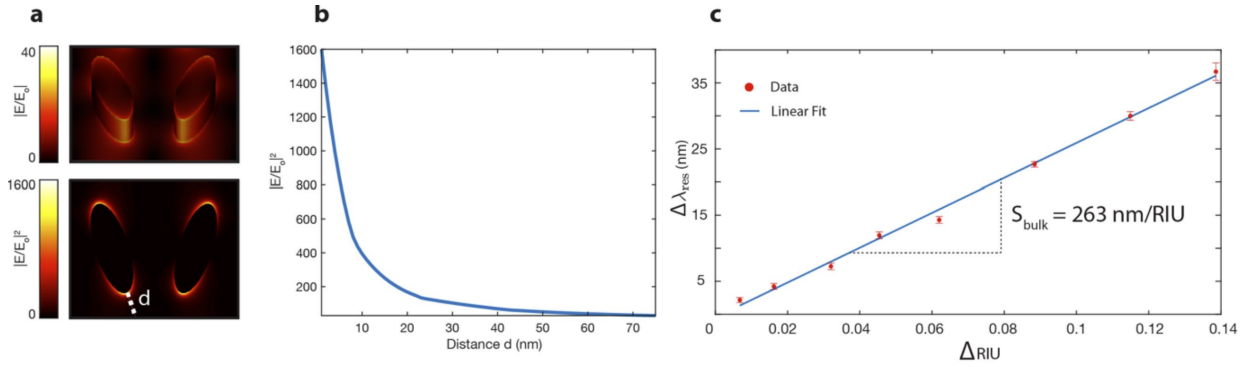 a
40
|E/E₀|
0
1600
|E/E₀|²
0
d
b
1600
1400
1200
1000
800
600
400
200
|E/E₀|²
10 20 30 40 50 60 70
Distance d (nm)
c
35
25
15
5
Δλres (nm)
Data
Linear Fit
Sbulk = 263 nm/RIU
0 0.02 0.04 0.06 0.08 0.1 0.12 0.14
ΔRIU